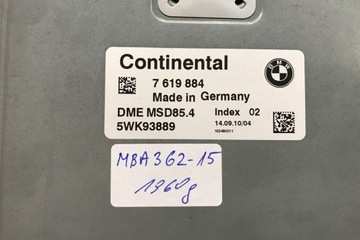 Continental
BMW
7 619 884
Made in Germany
DME MSD85.4 Index 02
5WK93889 14.09.10/04
MBA362-15
1960g